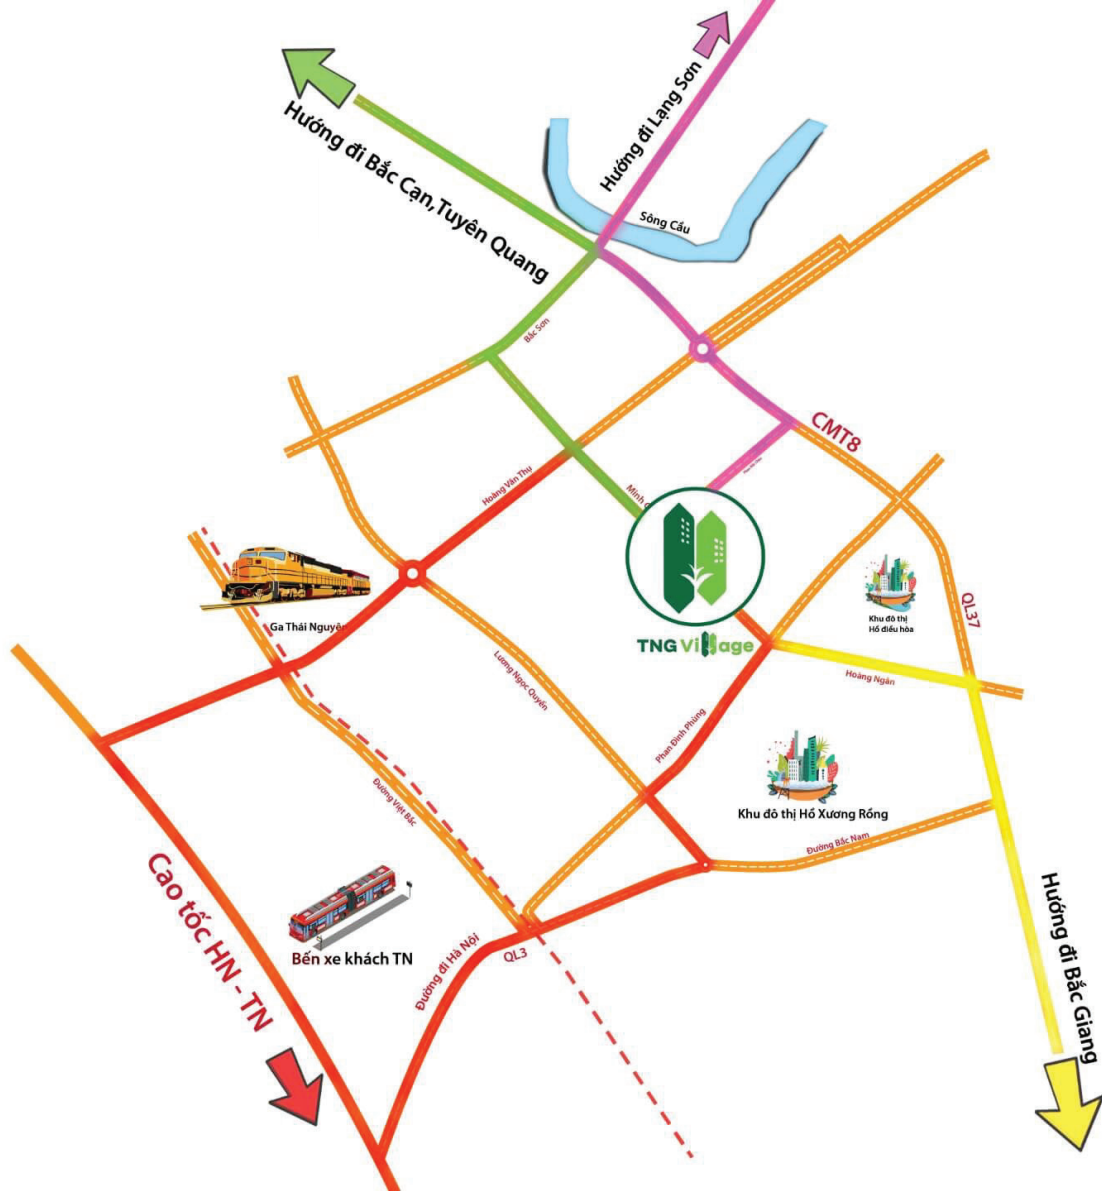 Hướng đi Lạng Sơn
Hướng đi Bắc Cạn,Tuyên Quang
Sông Cầu
Bắc Sơn
CMT8
Hoàng Văn Thụ
Minh
TNG Village
Khu đô thị
Hồ điều hòa
QL37
Ga Thái Nguyên
Lương Ngọc Quyến
Hoàng Ngân
Phan Đình Phùng
Đường Việt Bắc
Khu đô thị Hồ Xương Rồng
Đường Bắc Nam
Cao tốc HN - TN
Bến xe khách TN
Đường đi Hà Nội
QL3
Hướng đi Bắc Giang